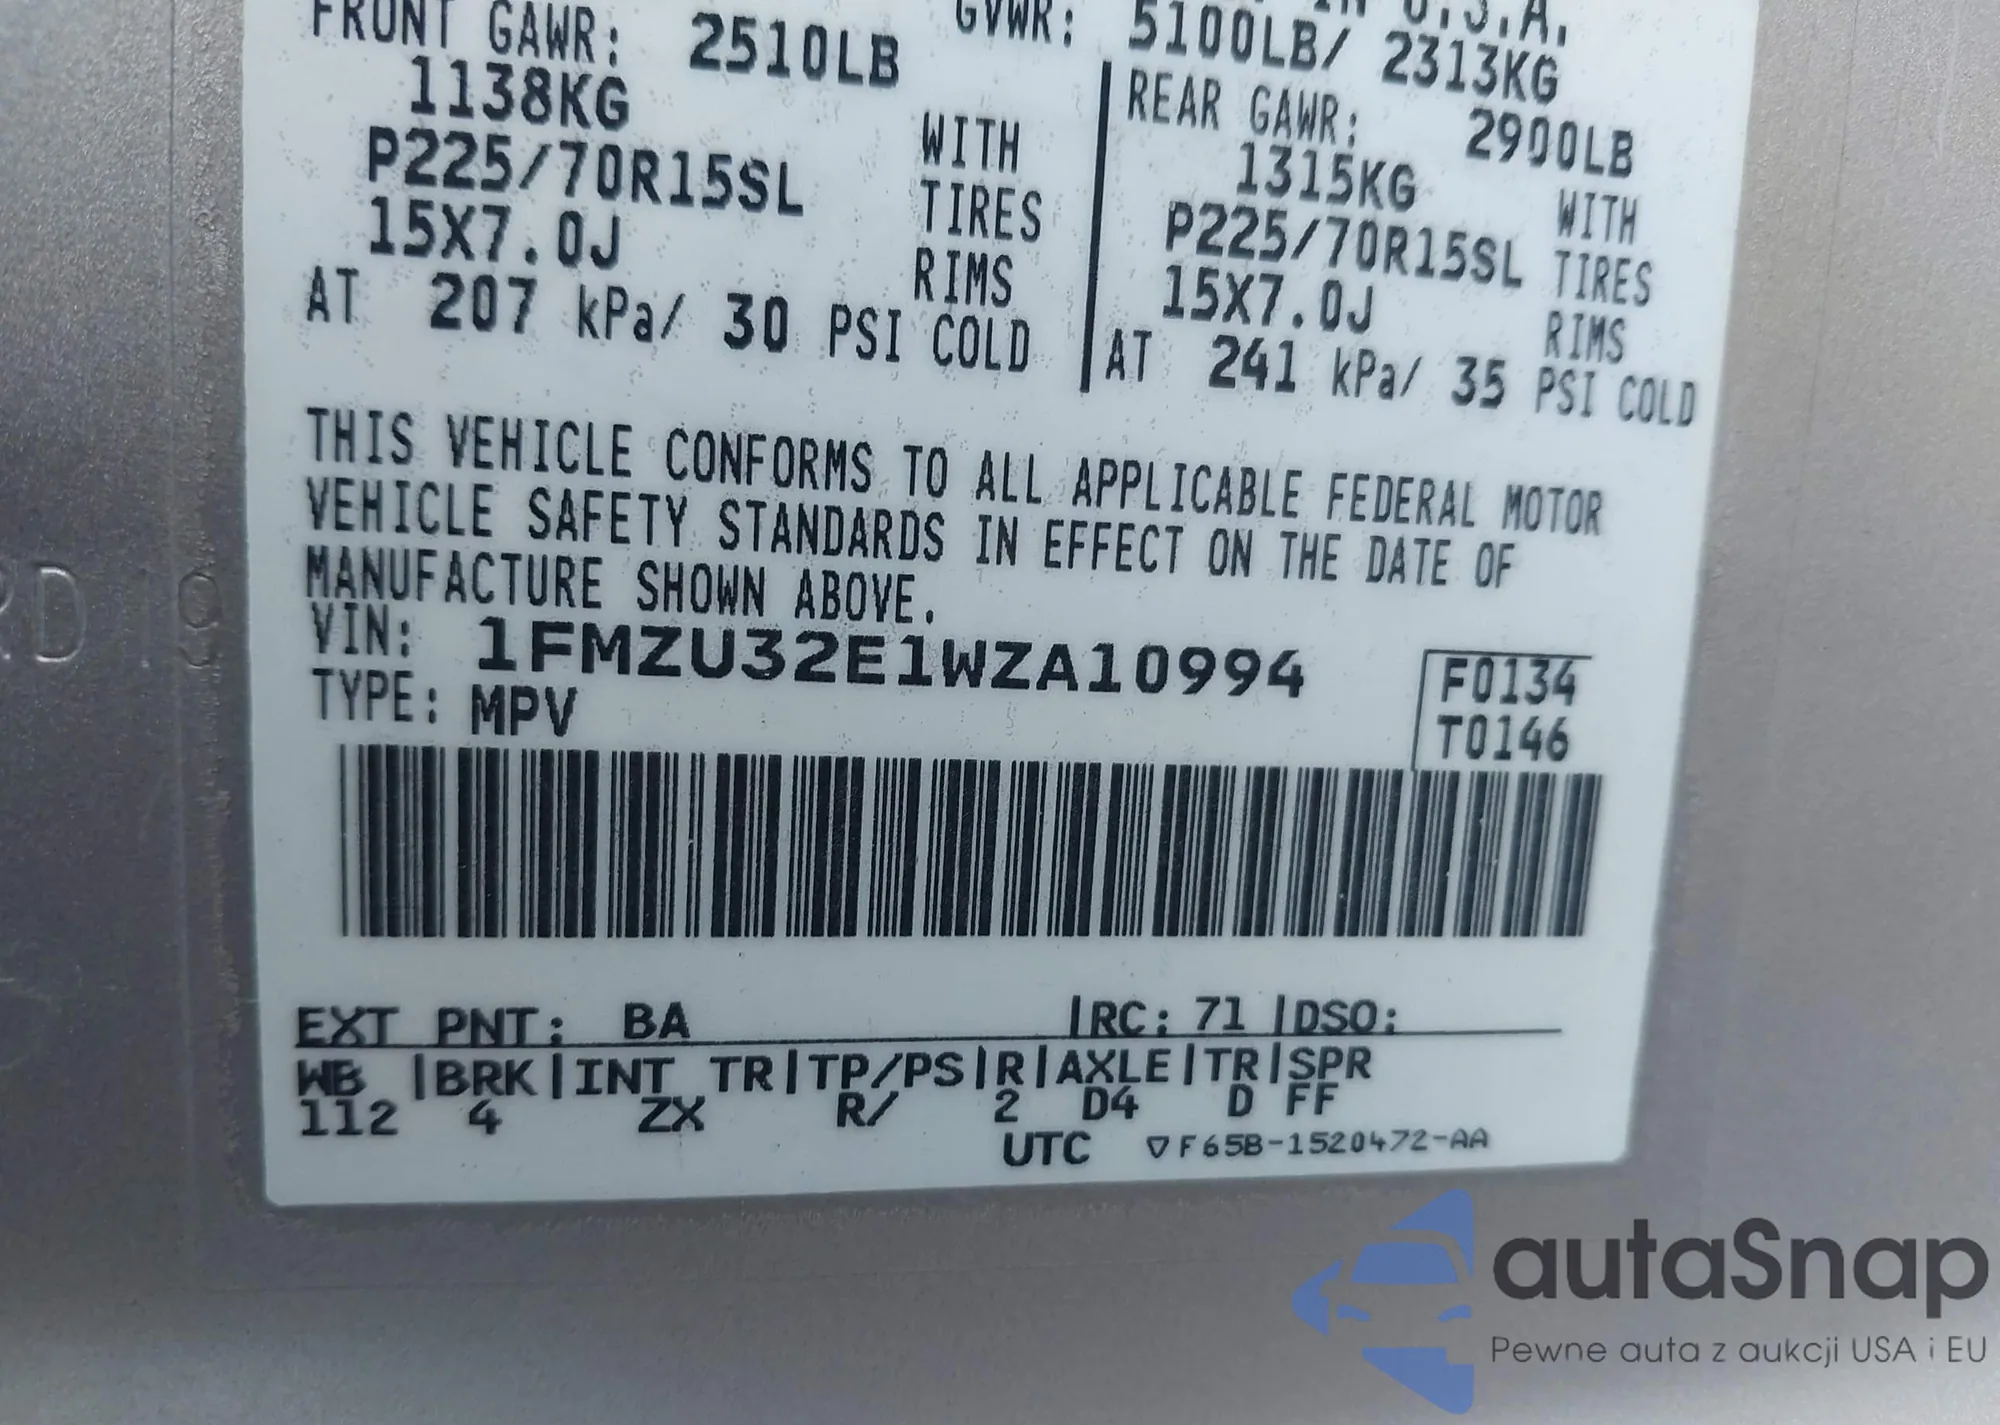 FRONT GAWR: 2510LB
1138KG WITH
P225/70R15SL TIRES
15X7.0J RIMS
AT 207 kPa/ 30 PSI COLD
IN U.S.A.
GVWR: 5100LB/ 2313KG
REAR GAWR: 2900LB
1315KG WITH
P225/70R15SL TIRES
15X7.0J RIMS
AT 241 kPa/ 35 PSI COLD
THIS VEHICLE CONFORMS TO ALL APPLICABLE FEDERAL MOTOR
VEHICLE SAFETY STANDARDS IN EFFECT ON THE DATE OF
MANUFACTURE SHOWN ABOVE.
VIN: 1FMZU32E1WZA10994
TYPE: MPV
F0134
T0146
EXT PNT: BA |RC: 71 |DSO:
WB |BRK|INT TR|TP/PS|R|AXLE|TR|SPR
112 4 ZX R/ 2 D4 D FF
UTC ▽F65B-1520472-AA
autaSnap
Pewne auta z aukcji USA i EU